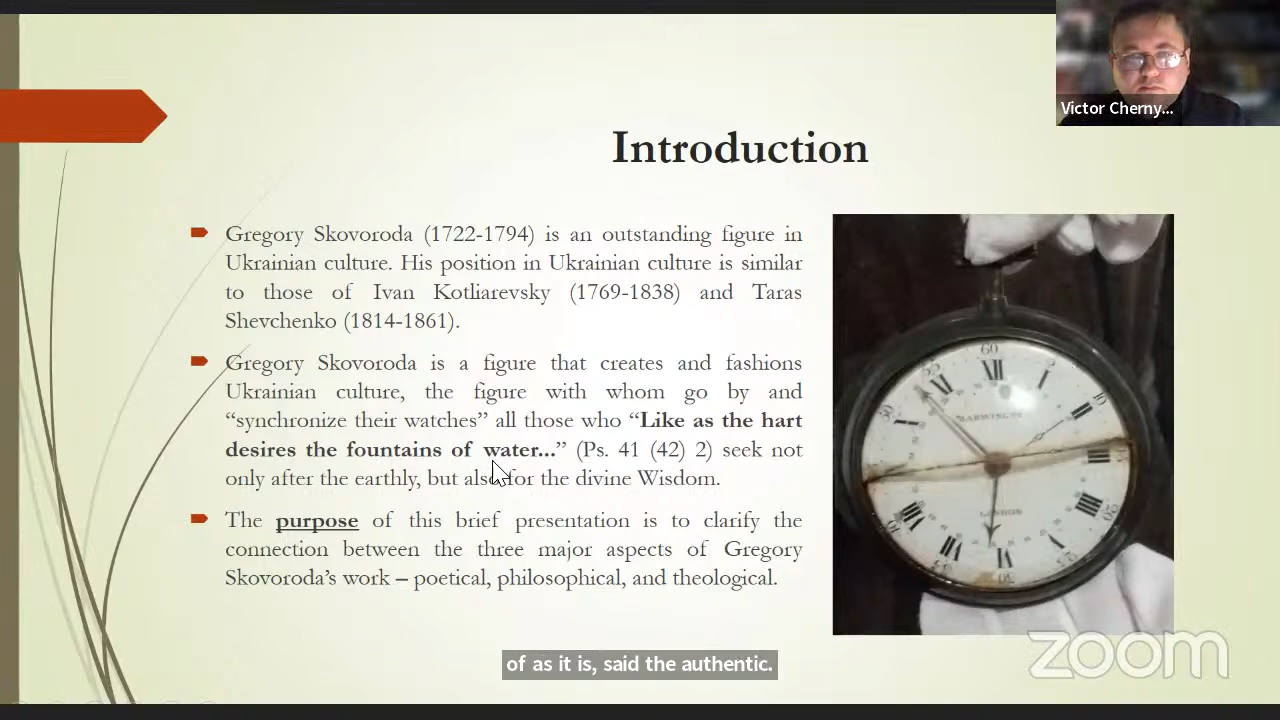 Victor Cherny...
Introduction
Gregory Skovoroda (1722-1794) is an outstanding figure in
Ukrainian culture. His position in Ukrainian culture is similar
to those of Ivan Kotliarevsky (1769-1838) and Taras
Shevchenko (1814-1861).
Gregory Skovoroda is a figure that creates and fashions
Ukrainian culture, the figure with whom go by and
“synchronize their watches” all those who “Like as the hart
desires the fountains of water...” (Ps. 41 (42) 2) seek not
only after the earthly, but also for the divine Wisdom.
The purpose of this brief presentation is to clarify the
connection between the three major aspects of Gregory
Skovoroda’s work – poetical, philosophical, and theological.
60
XII
LONDON
of as it is, said the authentic.
zoom